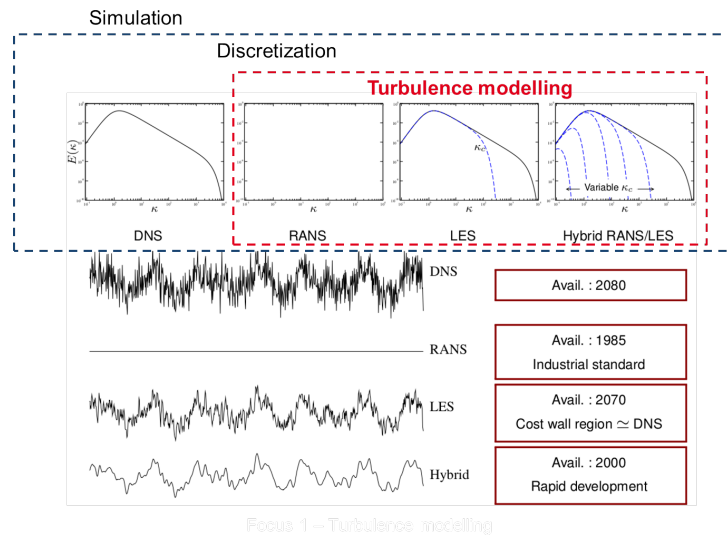 Simulation
Discretization
Turbulence modelling
E(κ)
κ
κ
κ
κ
κc
Variable κc
DNS
RANS
LES
Hybrid RANS/LES
DNS
Avail. : 2080
RANS
Avail. : 1985
Industrial standard
LES
Avail. : 2070
Cost wall region ≃ DNS
Hybrid
Avail. : 2000
Rapid development
Focus 1 – Turbulence modelling